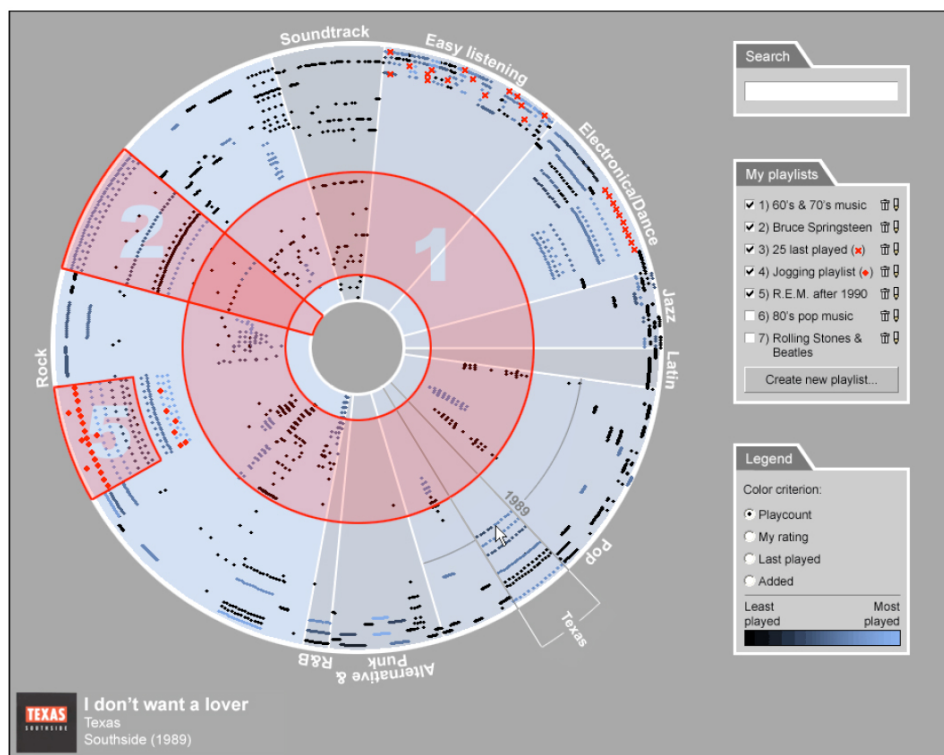 Soundtrack
Easy listening
Electronical/Dance
Jazz
Latin
Pop
Texas
1989
Alternative &
Punk
R&B
Rock
1
2
5
Search
My playlists
1) 60's & 70's music
2) Bruce Springsteen
3) 25 last played (×)
4) Jogging playlist (◆)
5) R.E.M. after 1990
6) 80's pop music
7) Rolling Stones &
Beatles
Create new playlist...
Legend
Color criterion:
Playcount
My rating
Last played
Added
Least
played
Most
played
TEXAS
SOUTHSIDE
I don't want a lover
Texas
Southside (1989)